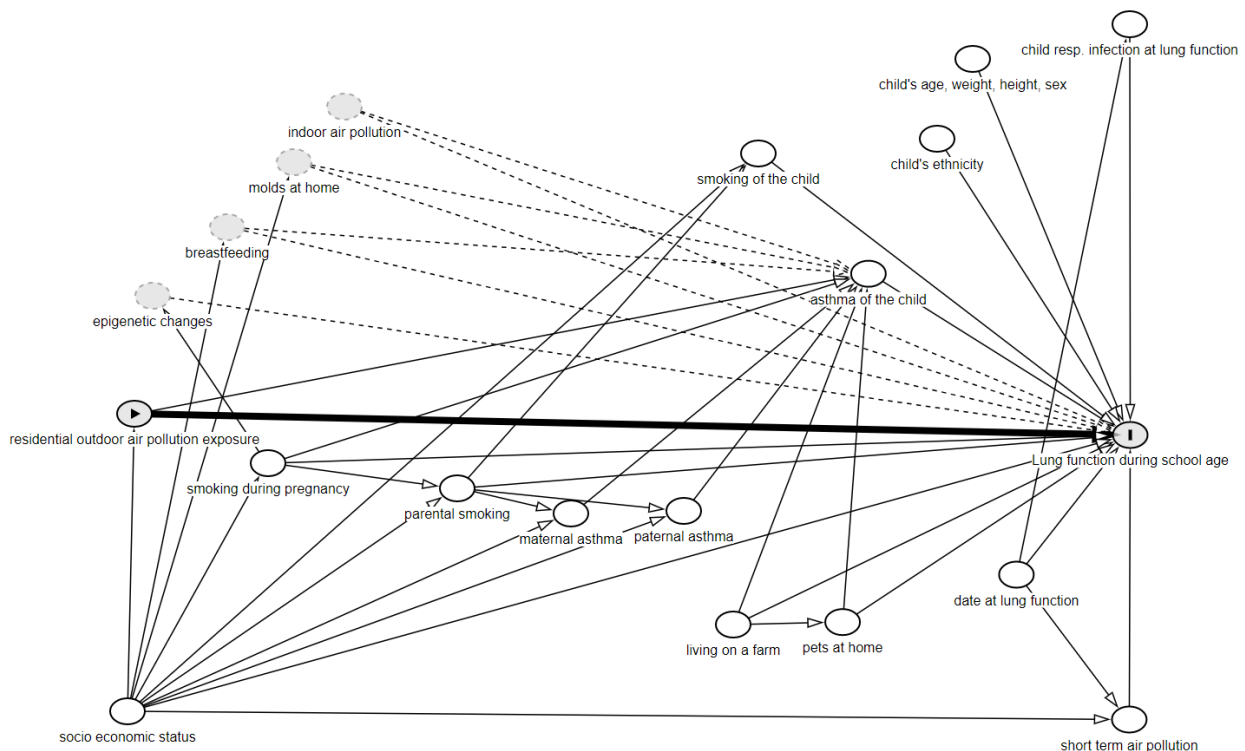 child resp. infection at lung function
child's age, weight, height, sex
indoor air pollution
child's ethnicity
smoking of the child
molds at home
breastfeeding
asthma of the child
epigenetic changes
residential outdoor air pollution exposure
Lung function during school age
smoking during pregnancy
parental smoking
maternal asthma
paternal asthma
date at lung function
living on a farm
pets at home
socio economic status
short term air pollution